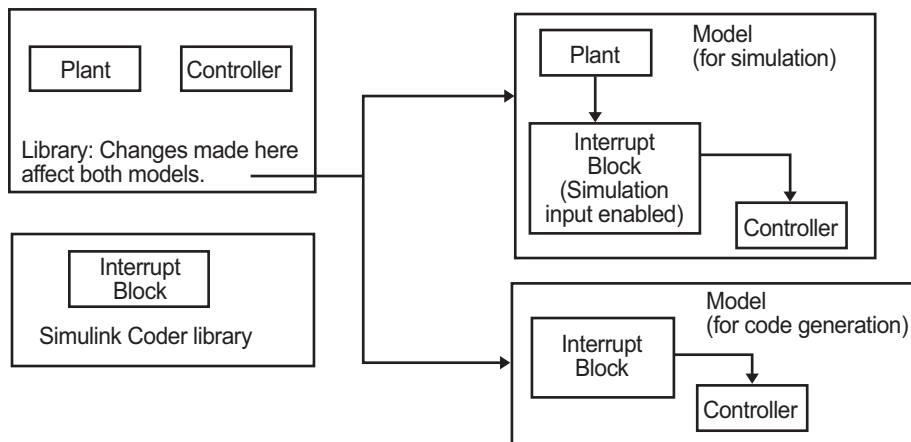 Plant
Controller
Library: Changes made here
affect both models.
Interrupt
Block
Simulink Coder library
Model
(for simulation)
Plant
Interrupt
Block
(Simulation
input enabled)
Controller
Model
(for code generation)
Interrupt
Block
Controller